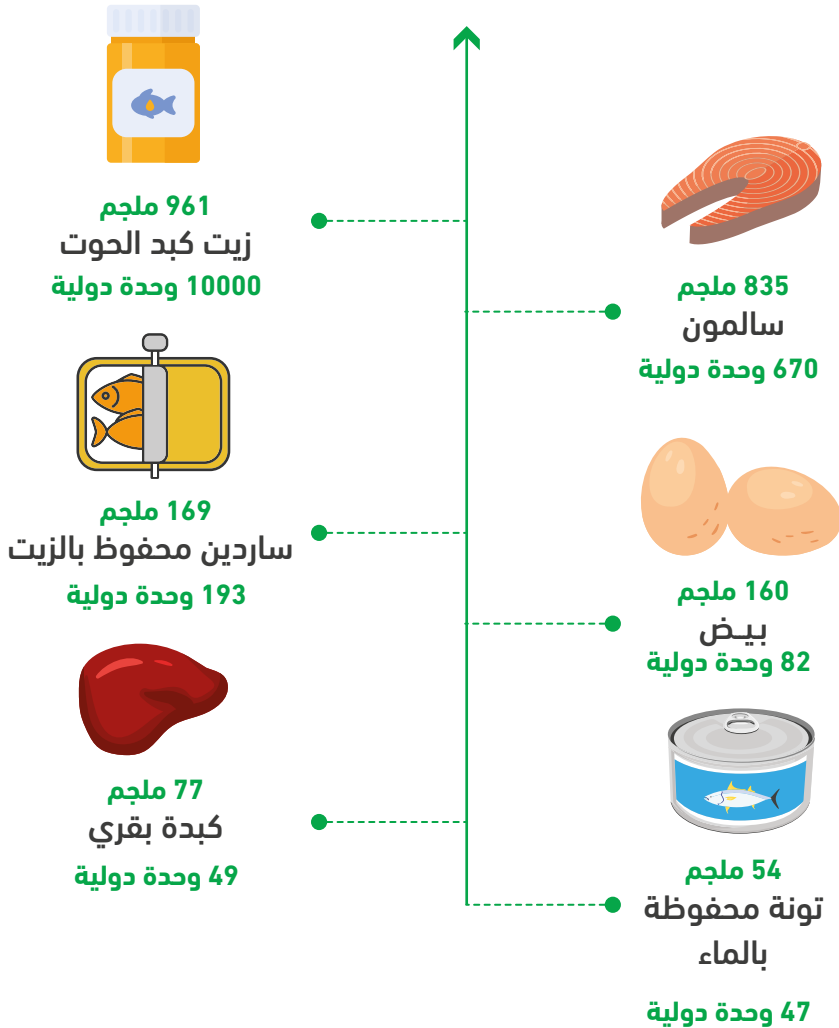 961 ملجم
زيت كبد الحوت
10000 وحدة دولية
835 ملجم
سالمون
670 وحدة دولية
169 ملجم
ساردين محفوظ بالزيت
193 وحدة دولية
160 ملجم
بيـض
82 وحدة دولية
77 ملجم
كبدة بقري
49 وحدة دولية
54 ملجم
تونة محفوظة
بالماء
47 وحدة دولية